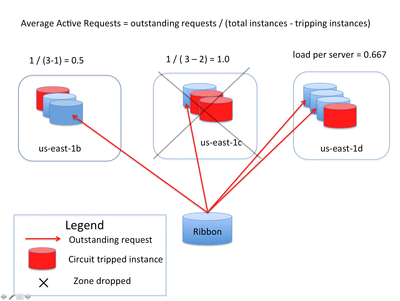 Average Active Requests = outstanding requests / (total instances - tripping instances)
1 / (3-1) = 0.5
1 / ( 3 – 2) = 1.0
load per server = 0.667
us-east-1b
us-east-1c
us-east-1d
Ribbon
Legend
Outstanding request
Circuit tripped instance
Zone dropped